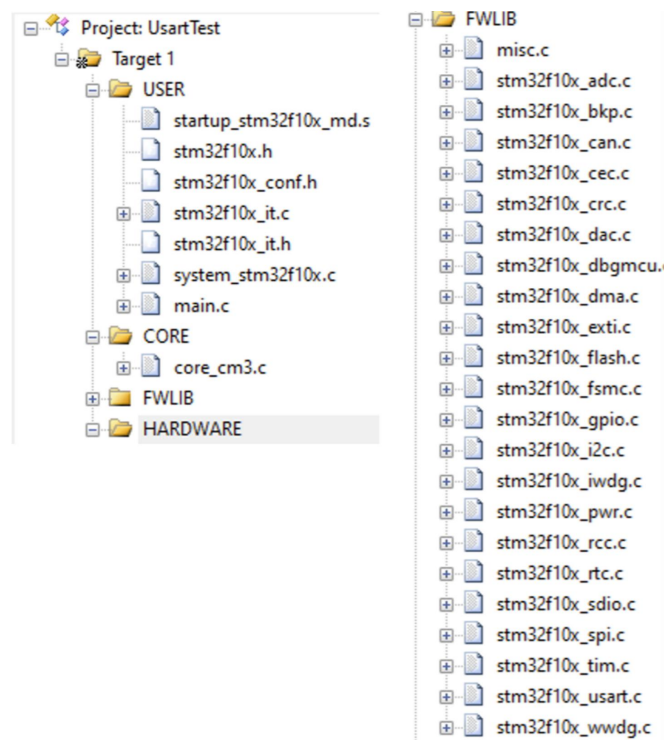 Project: UsartTest
Target 1
USER
startup_stm32f10x_md.s
stm32f10x.h
stm32f10x_conf.h
stm32f10x_it.c
stm32f10x_it.h
system_stm32f10x.c
main.c
CORE
core_cm3.c
FWLIB
HARDWARE
FWLIB
misc.c
stm32f10x_adc.c
stm32f10x_bkp.c
stm32f10x_can.c
stm32f10x_cec.c
stm32f10x_crc.c
stm32f10x_dac.c
stm32f10x_dbgmcu.c
stm32f10x_dma.c
stm32f10x_exti.c
stm32f10x_flash.c
stm32f10x_fsmc.c
stm32f10x_gpio.c
stm32f10x_i2c.c
stm32f10x_iwdg.c
stm32f10x_pwr.c
stm32f10x_rcc.c
stm32f10x_rtc.c
stm32f10x_sdio.c
stm32f10x_spi.c
stm32f10x_tim.c
stm32f10x_usart.c
stm32f10x_wwdg.c